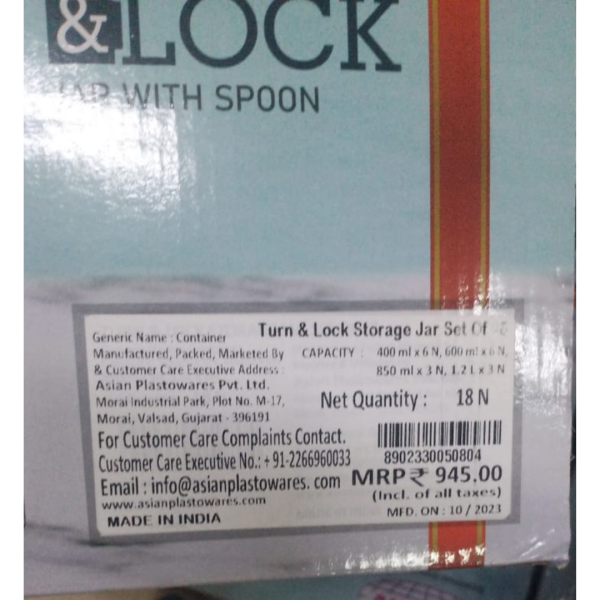 & LOCK
JAR WITH SPOON
Turn & Lock Storage Jar Set Of
Generic Name : Container
Manufactured, Packed, Marketed By
& Customer Care Executive Address :
Asian Plastowares Pvt. Ltd.
Morai Industrial Park, Plot No. M-17,
Morai, Valsad, Gujarat - 396191
CAPACITY : 400 ml x 6 N, 600 ml x 6 N,
850 ml x 3 N, 1.2 L x 3 N
Net Quantity : 18 N
For Customer Care Complaints Contact.
Customer Care Executive No.: +91-2266960033
Email : info@asianplastowares.com
www.asianplastowares.com
MADE IN INDIA
8902330050804
MRP ₹ 945.00
(Incl. of all taxes)
MFD. ON : 10 / 2023